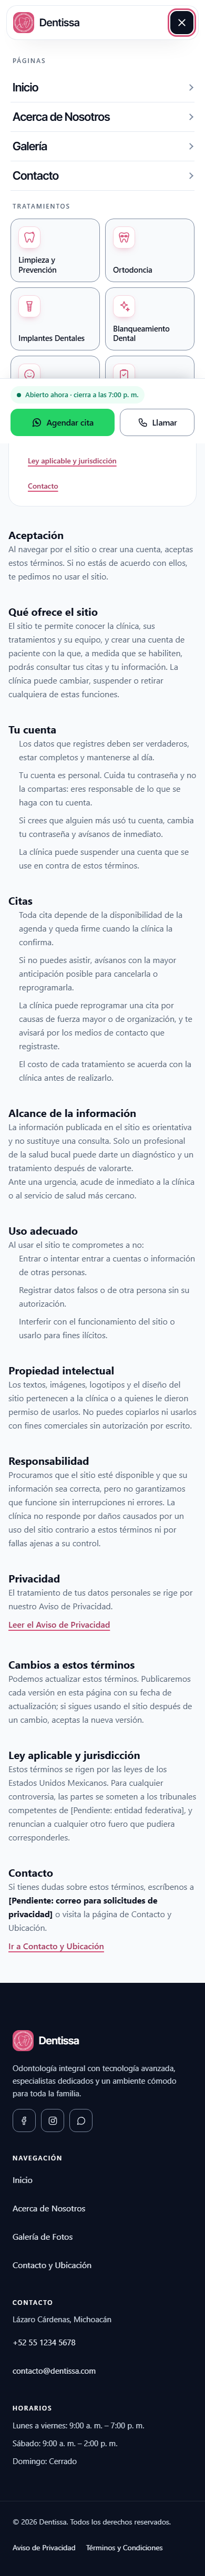 Dentissa
PÁGINAS
Inicio
Acerca de Nosotros
Galería
Contacto
TRATAMIENTOS
Limpieza y
Prevención
Ortodoncia
Implantes Dentales
Blanqueamiento
Dental
Abierto ahora · cierra a las 7:00 p. m.
Agendar cita
Llamar
Ley aplicable y jurisdicción
Contacto
Aceptación
Al navegar por el sitio o crear una cuenta, aceptas
estos términos. Si no estás de acuerdo con ellos,
te pedimos no usar el sitio.
Qué ofrece el sitio
El sitio te permite conocer la clínica, sus
tratamientos y su equipo, y crear una cuenta de
paciente con la que, a medida que se habiliten,
podrás consultar tus citas y tu información. La
clínica puede cambiar, suspender o retirar
cualquiera de estas funciones.
Tu cuenta
Los datos que registres deben ser verdaderos,
estar completos y mantenerse al día.
Tu cuenta es personal. Cuida tu contraseña y no
la compartas: eres responsable de lo que se
haga con tu cuenta.
Si crees que alguien más usó tu cuenta, cambia
tu contraseña y avísanos de inmediato.
La clínica puede suspender una cuenta que se
use en contra de estos términos.
Citas
Toda cita depende de la disponibilidad de la
agenda y queda firme cuando la clínica la
confirma.
Si no puedes asistir, avísanos con la mayor
anticipación posible para cancelarla o
reprogramarla.
La clínica puede reprogramar una cita por
causas de fuerza mayor o de organización, y te
avisará por los medios de contacto que
registraste.
El costo de cada tratamiento se acuerda con la
clínica antes de realizarlo.
Alcance de la información
La información publicada en el sitio es orientativa
y no sustituye una consulta. Solo un profesional
de la salud bucal puede darte un diagnóstico y un
tratamiento después de valorarte.
Ante una urgencia, acude de inmediato a la clínica
o al servicio de salud más cercano.
Uso adecuado
Al usar el sitio te comprometes a no:
Entrar o intentar entrar a cuentas o información
de otras personas.
Registrar datos falsos o de otra persona sin su
autorización.
Interferir con el funcionamiento del sitio o
usarlo para fines ilícitos.
Propiedad intelectual
Los textos, imágenes, logotipos y el diseño del
sitio pertenecen a la clínica o a quienes le dieron
permiso de usarlos. No puedes copiarlos ni usarlos
con fines comerciales sin autorización por escrito.
Responsabilidad
Procuramos que el sitio esté disponible y que su
información sea correcta, pero no garantizamos
que funcione sin interrupciones ni errores. La
clínica no responde por daños causados por un
uso del sitio contrario a estos términos ni por
fallas ajenas a su control.
Privacidad
El tratamiento de tus datos personales se rige por
nuestro Aviso de Privacidad.
Leer el Aviso de Privacidad
Cambios a estos términos
Podemos actualizar estos términos. Publicaremos
cada versión en esta página con su fecha de
actualización; si sigues usando el sitio después de
un cambio, aceptas la nueva versión.
Ley aplicable y jurisdicción
Estos términos se rigen por las leyes de los
Estados Unidos Mexicanos. Para cualquier
controversia, las partes se someten a los tribunales
competentes de [Pendiente: entidad federativa], y
renuncian a cualquier otro fuero que pudiera
corresponderles.
Contacto
Si tienes dudas sobre estos términos, escríbenos a
[Pendiente: correo para solicitudes de
privacidad] o visita la página de Contacto y
Ubicación.
Ir a Contacto y Ubicación
Dentissa
Odontología integral con tecnología avanzada,
especialistas dedicados y un ambiente cómodo
para toda la familia.
NAVEGACIÓN
Inicio
Acerca de Nosotros
Galería de Fotos
Contacto y Ubicación
CONTACTO
Lázaro Cárdenas, Michoacán
+52 55 1234 5678
contacto@dentissa.com
HORARIOS
Lunes a viernes: 9:00 a. m. – 7:00 p. m.
Sábado: 9:00 a. m. – 2:00 p. m.
Domingo: Cerrado
© 2026 Dentissa. Todos los derechos reservados.
Aviso de Privacidad Términos y Condiciones